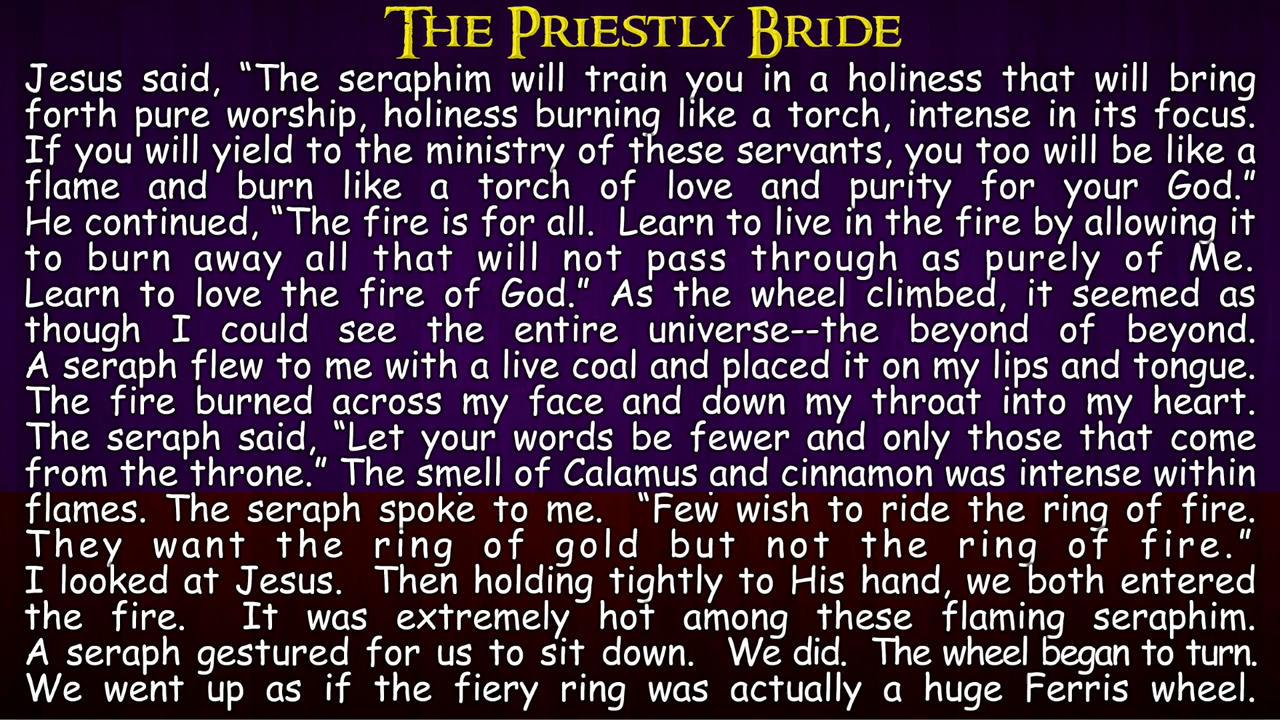 The Priestly Bride
Jesus said, “The seraphim will train you in a holiness that will bring
forth pure worship, holiness burning like a torch, intense in its focus.
If you will yield to the ministry of these servants, you too will be like a
flame and burn like a torch of love and purity for your God.”
He continued, “The fire is for all. Learn to live in the fire by allowing it
to burn away all that will not pass through as purely of Me.
Learn to love the fire of God.” As the wheel climbed, it seemed as
though I could see the entire universe--the beyond of beyond.
A seraph flew to me with a live coal and placed it on my lips and tongue.
The fire burned across my face and down my throat into my heart.
The seraph said, “Let your words be fewer and only those that come
from the throne.” The smell of Calamus and cinnamon was intense within
flames. The seraph spoke to me. “Few wish to ride the ring of fire.
They want the ring of gold but not the ring of fire.”
I looked at Jesus. Then holding tightly to His hand, we both entered
the fire. It was extremely hot among these flaming seraphim.
A seraph gestured for us to sit down. We did. The wheel began to turn.
We went up as if the fiery ring was actually a huge Ferris wheel.